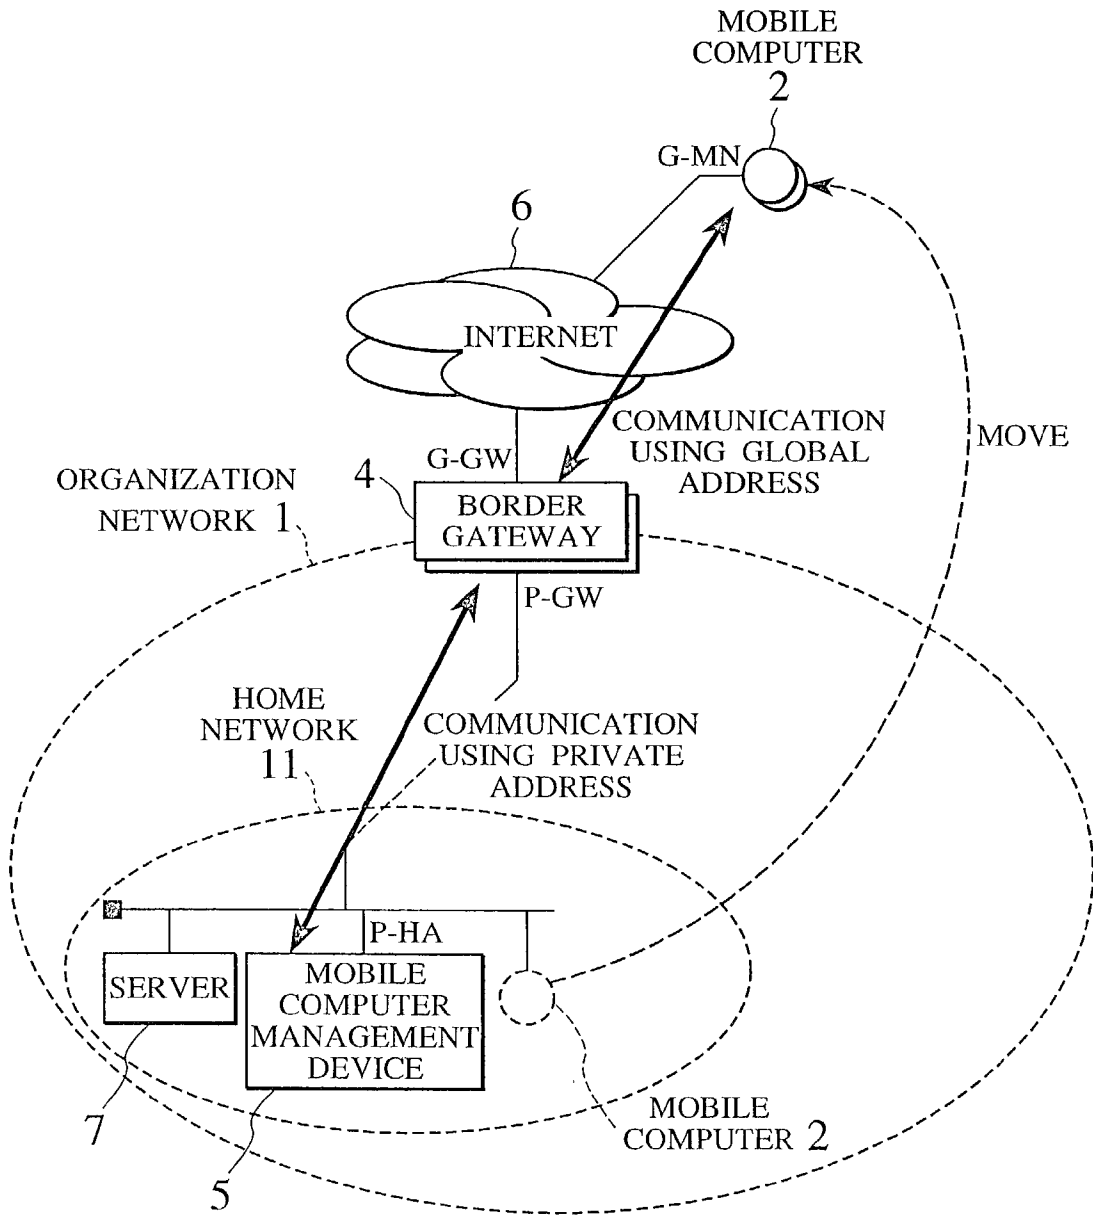 MOBILE
COMPUTER
2
G-MN
6
INTERNET
COMMUNICATION
USING GLOBAL
ADDRESS
MOVE
G-GW
4
BORDER
GATEWAY
ORGANIZATION
NETWORK 1
P-GW
HOME
NETWORK
11
COMMUNICATION
USING PRIVATE
ADDRESS
P-HA
SERVER
MOBILE
COMPUTER
MANAGEMENT
DEVICE
7
5
MOBILE
COMPUTER 2